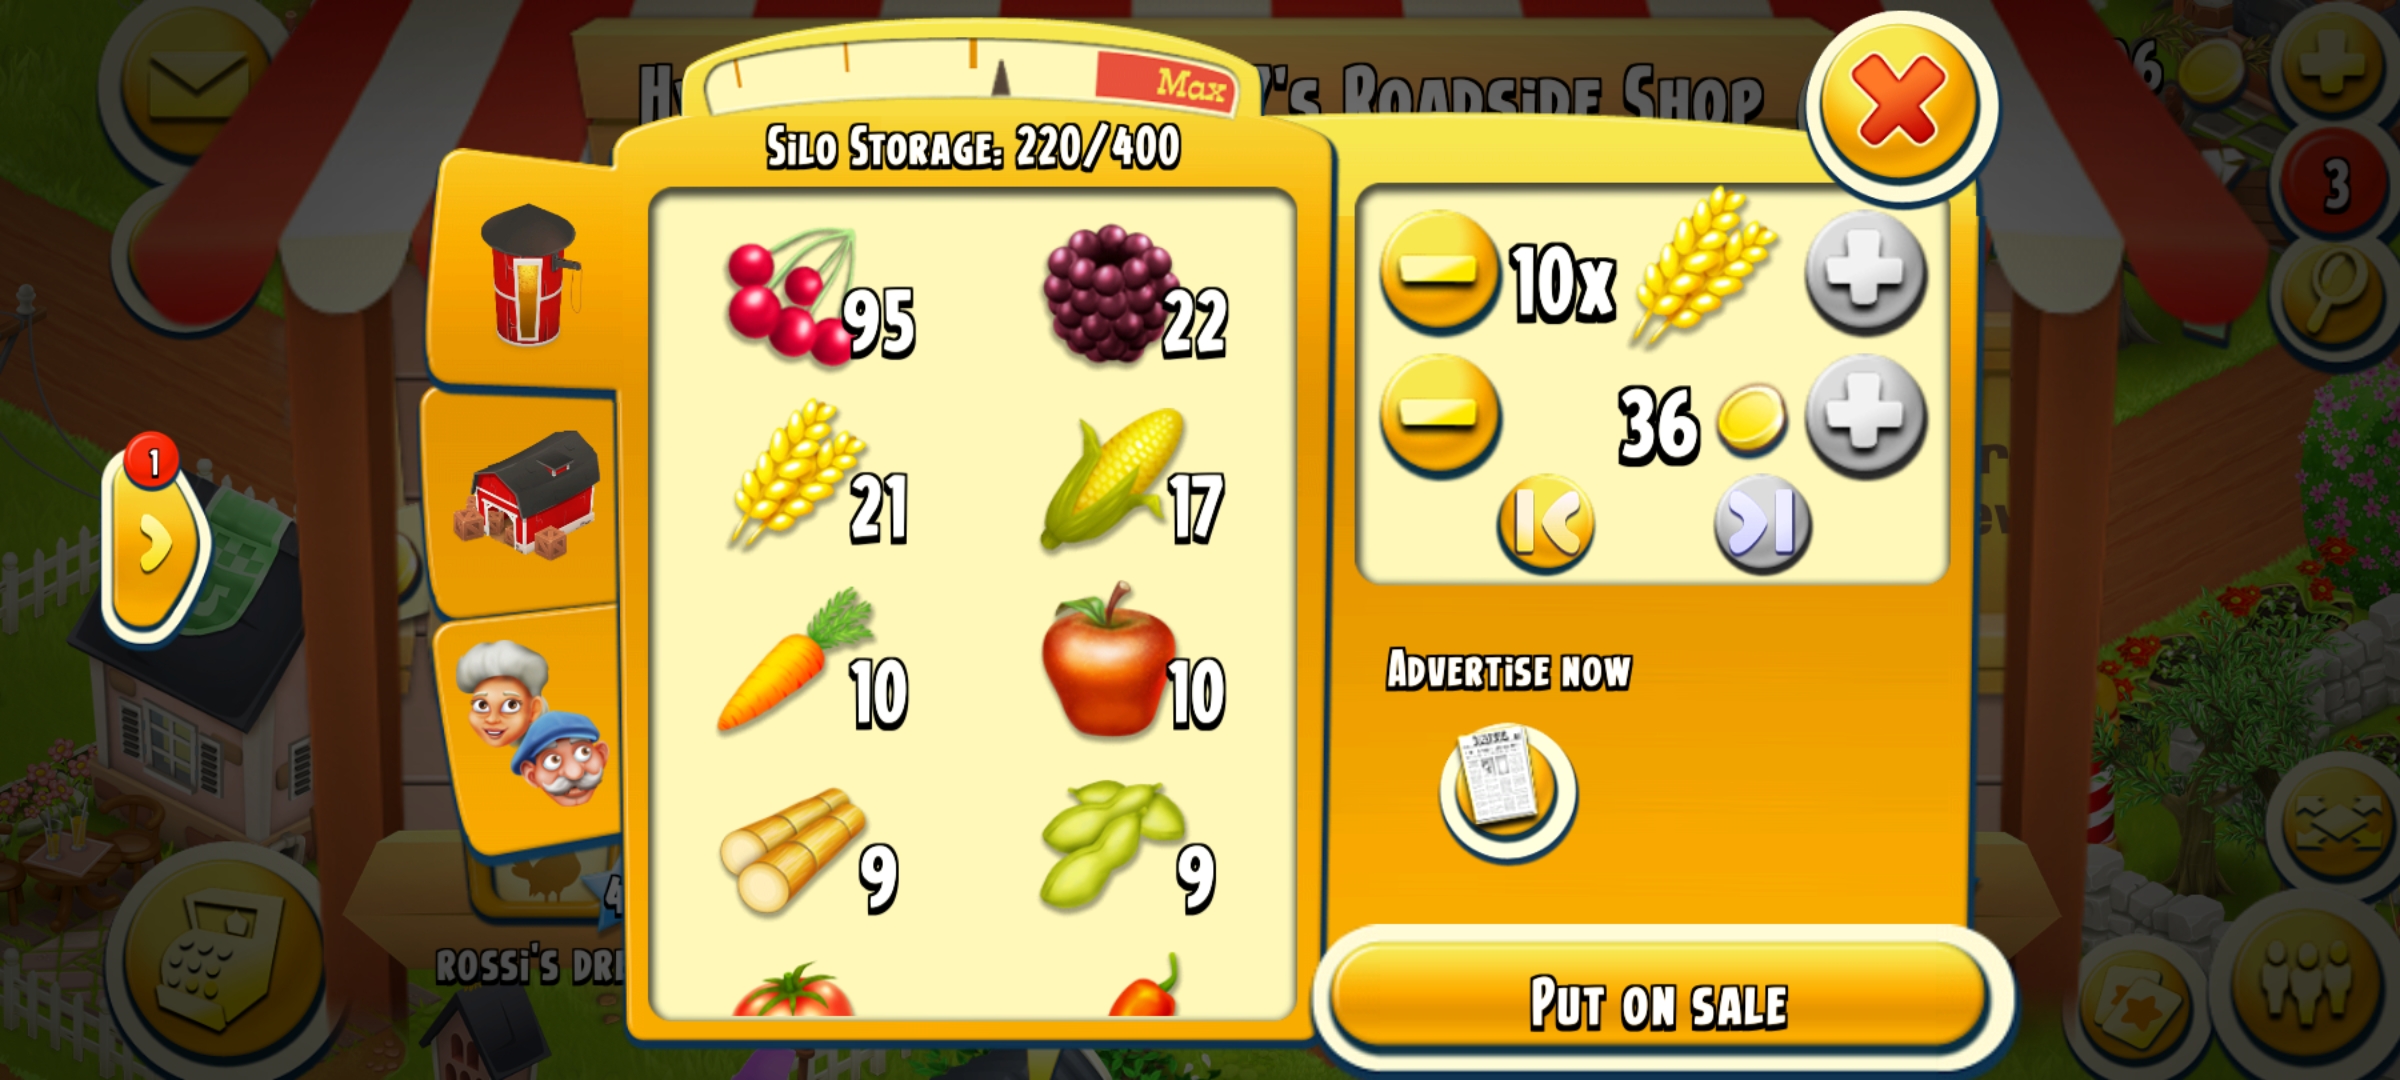 Max
's Roadside Shop
Silo Storage: 220/400
3
95
22
10x
21
17
36
1
10
10
Advertise now
9
9
Rossi's
Put on sale